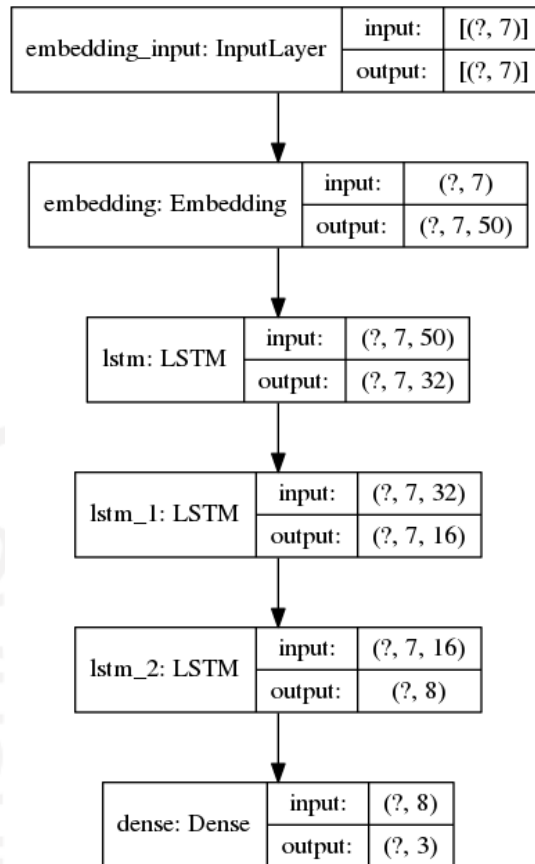 embedding_input: InputLayer
input:
[(?, 7)]
output:
[(?, 7)]
embedding: Embedding
input:
(?, 7)
output:
(?, 7, 50)
lstm: LSTM
input:
(?, 7, 50)
output:
(?, 7, 32)
lstm_1: LSTM
input:
(?, 7, 32)
output:
(?, 7, 16)
lstm_2: LSTM
input:
(?, 7, 16)
output:
(?, 8)
dense: Dense
input:
(?, 8)
output:
(?, 3)